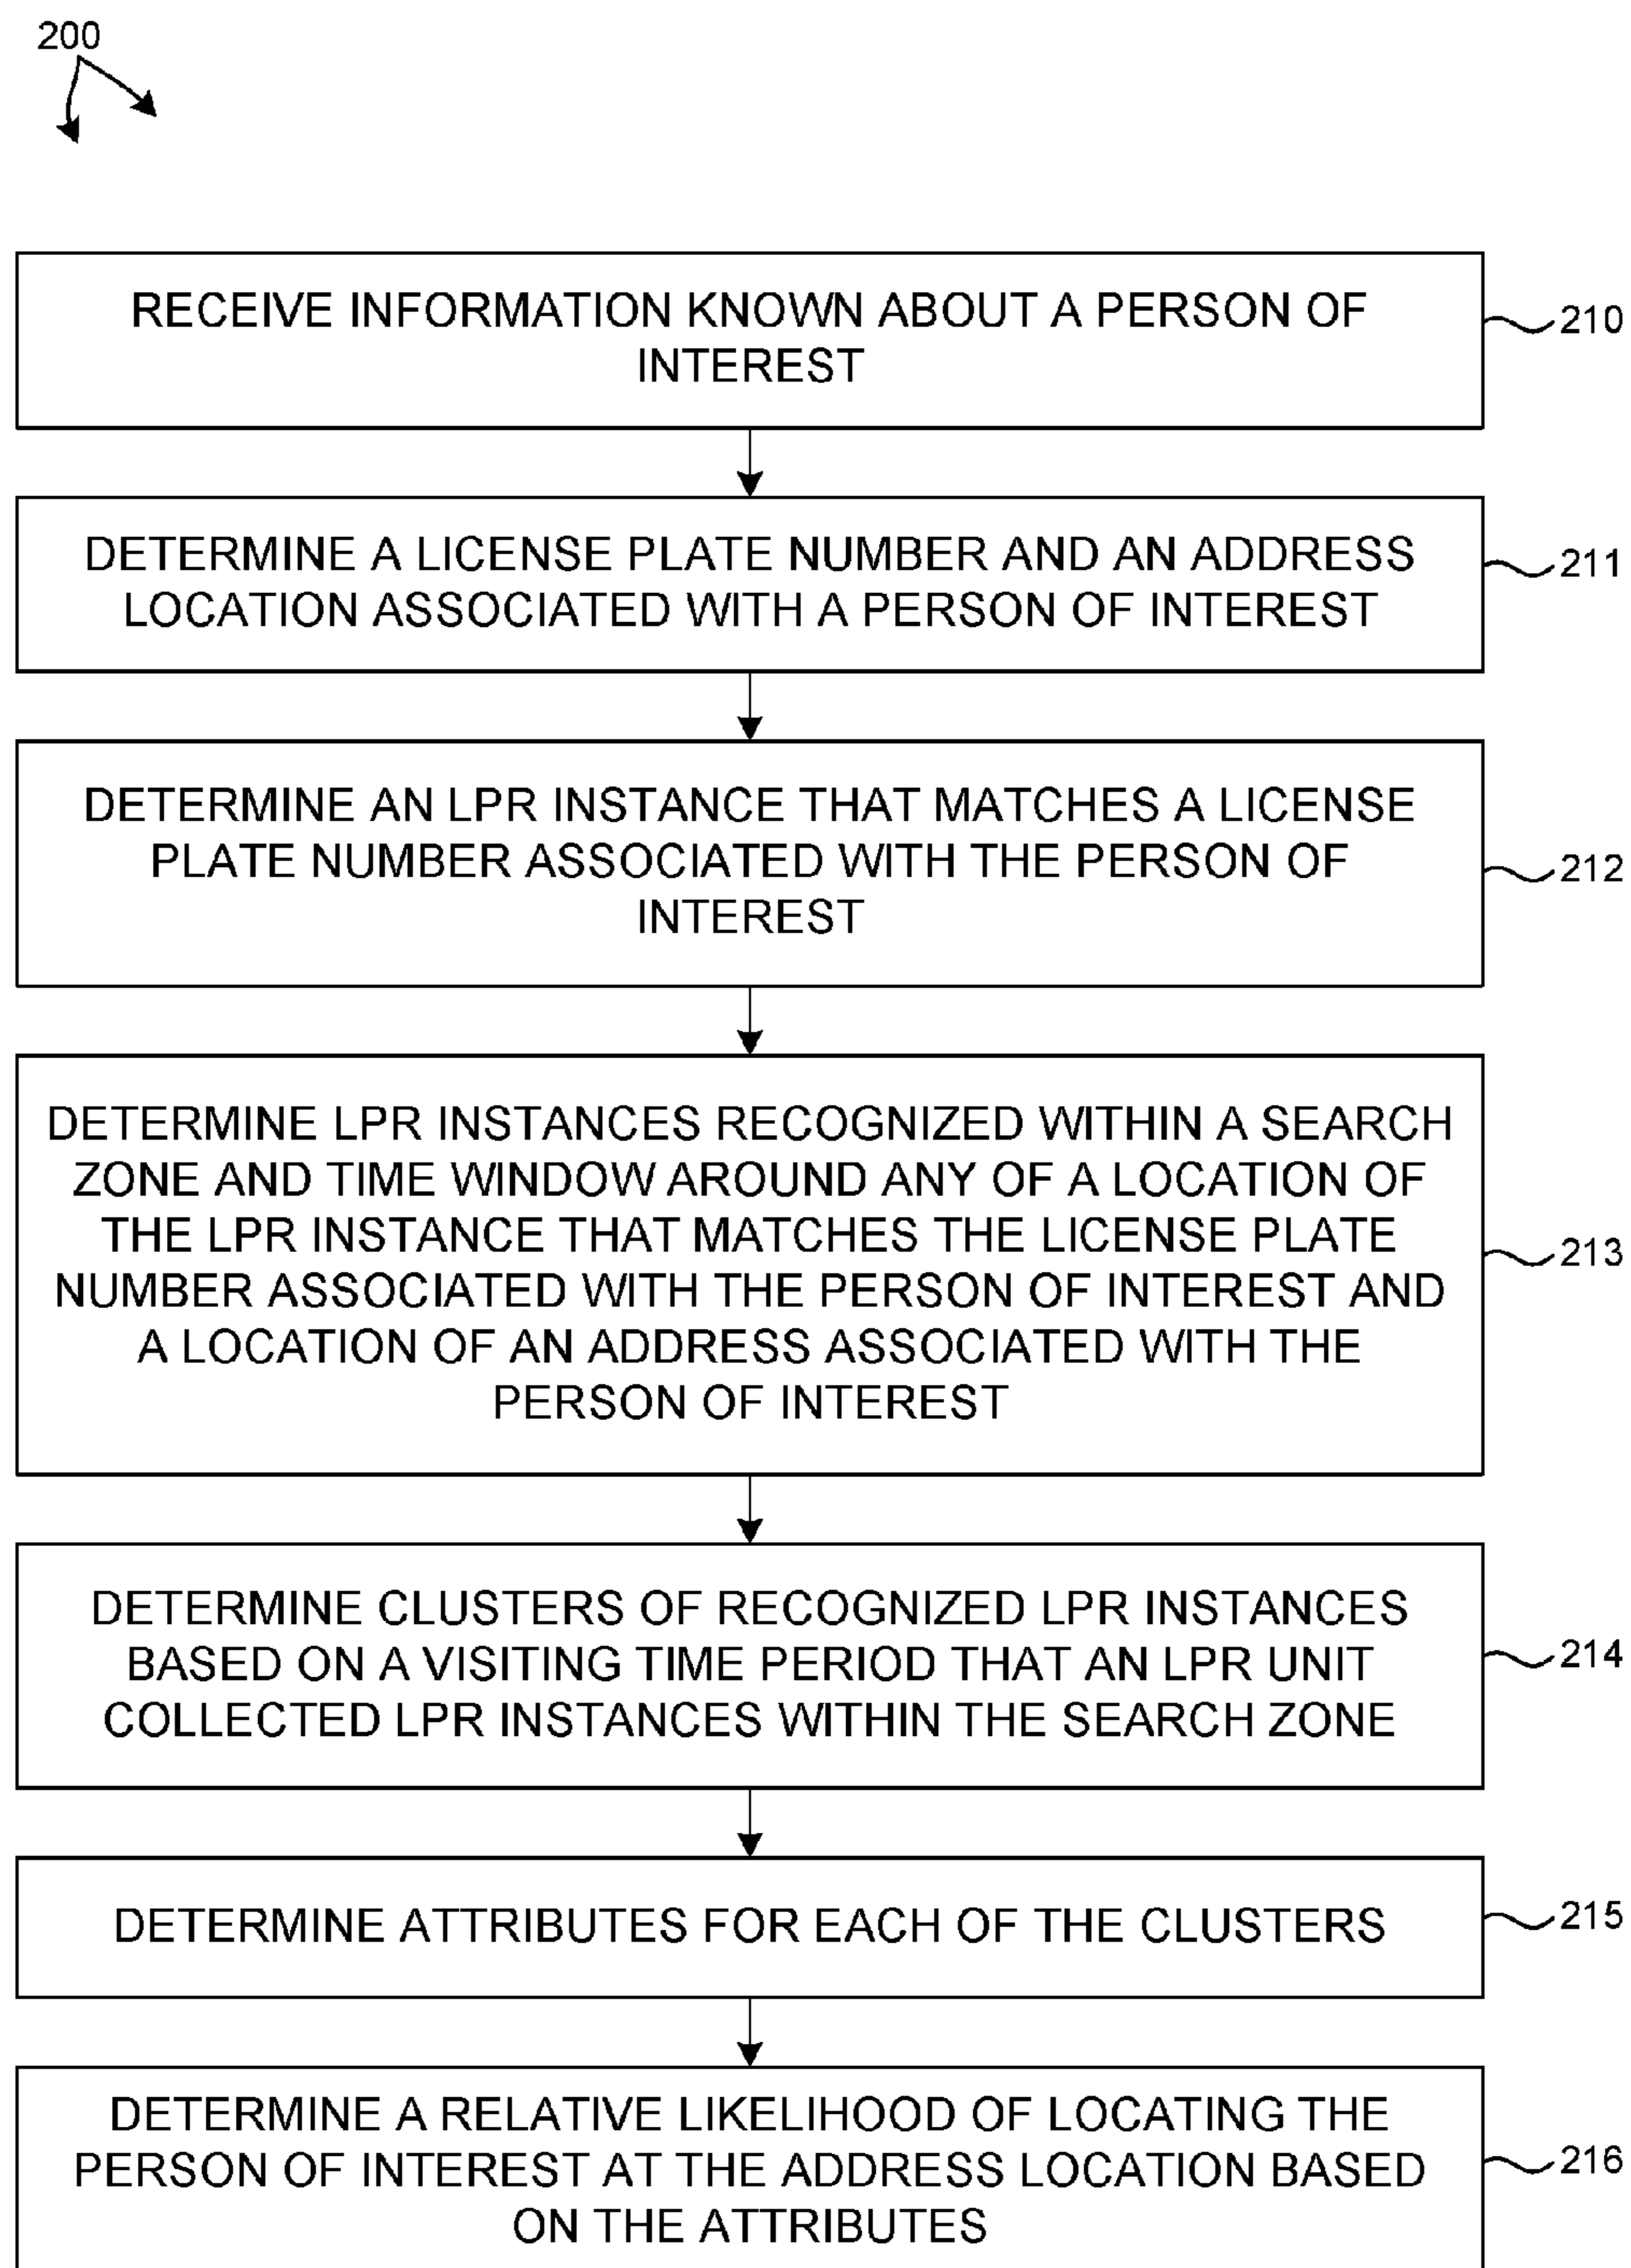 200
RECEIVE INFORMATION KNOWN ABOUT A PERSON OF
INTEREST
210
DETERMINE A LICENSE PLATE NUMBER AND AN ADDRESS
LOCATION ASSOCIATED WITH A PERSON OF INTEREST
211
DETERMINE AN LPR INSTANCE THAT MATCHES A LICENSE
PLATE NUMBER ASSOCIATED WITH THE PERSON OF
INTEREST
212
DETERMINE LPR INSTANCES RECOGNIZED WITHIN A SEARCH
ZONE AND TIME WINDOW AROUND ANY OF A LOCATION OF
THE LPR INSTANCE THAT MATCHES THE LICENSE PLATE
NUMBER ASSOCIATED WITH THE PERSON OF INTEREST AND
A LOCATION OF AN ADDRESS ASSOCIATED WITH THE
PERSON OF INTEREST
213
DETERMINE CLUSTERS OF RECOGNIZED LPR INSTANCES
BASED ON A VISITING TIME PERIOD THAT AN LPR UNIT
COLLECTED LPR INSTANCES WITHIN THE SEARCH ZONE
214
DETERMINE ATTRIBUTES FOR EACH OF THE CLUSTERS
215
DETERMINE A RELATIVE LIKELIHOOD OF LOCATING THE
PERSON OF INTEREST AT THE ADDRESS LOCATION BASED
ON THE ATTRIBUTES
216